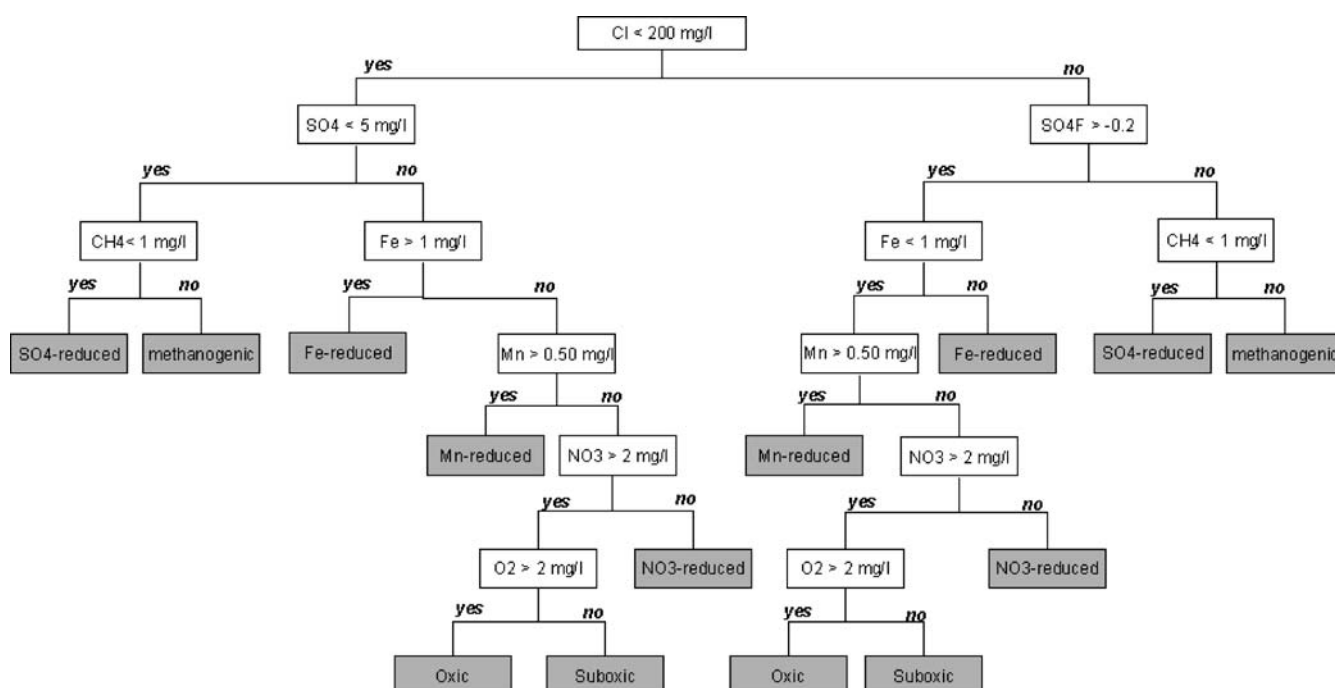 Cl < 200 mg/l
yes
no
SO4 < 5 mg/l
SO4F > -0.2
yes
no
yes
no
CH4 < 1 mg/l
Fe > 1 mg/l
Fe < 1 mg/l
CH4 < 1 mg/l
yes
no
yes
no
yes
no
yes
no
SO4-reduced
methanogenic
Fe-reduced
Mn > 0.50 mg/l
Mn > 0.50 mg/l
Fe-reduced
SO4-reduced
methanogenic
yes
no
yes
no
Mn-reduced
NO3 > 2 mg/l
Mn-reduced
NO3 > 2 mg/l
yes
no
yes
no
O2 > 2 mg/l
NO3-reduced
O2 > 2 mg/l
NO3-reduced
yes
no
yes
no
Oxic
Suboxic
Oxic
Suboxic